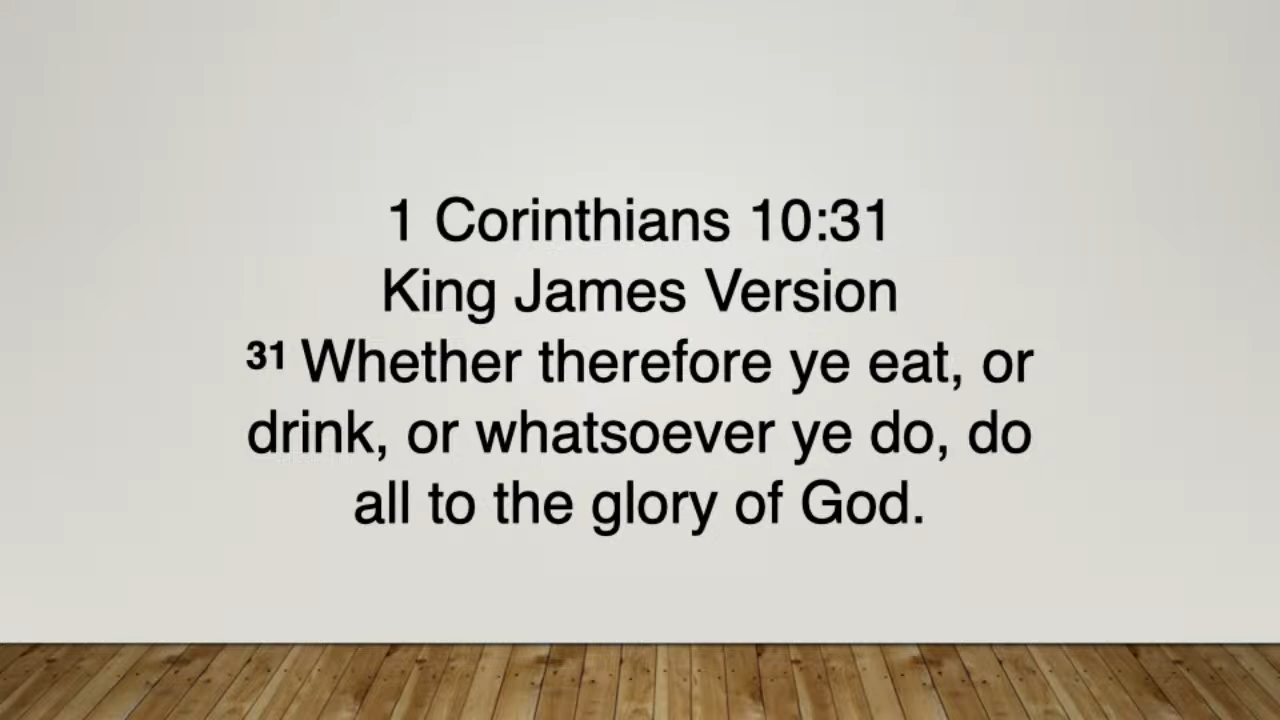 1 Corinthians 10:31
King James Version
31 Whether therefore ye eat, or
drink, or whatsoever ye do, do
all to the glory of God.